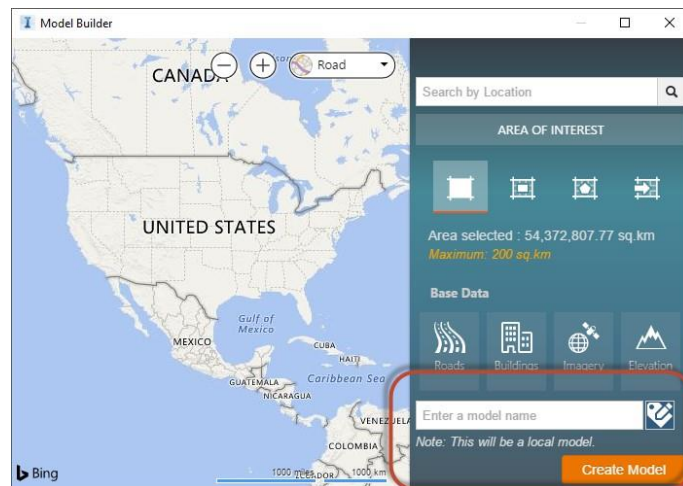 Model Builder
CANADA
Road
UNITED STATES
Gulf of
Mexico
MEXICO
CUBA
HAITI
GUATEMALA
Caribbean Sea
NICARAGUA
VENEZUELA
COLOMBIA
ECUADOR
Bing
1000 miles
1000 km
Search by Location
AREA OF INTEREST
Area selected : 54,372,807.77 sq.km
Maximum: 200 sq.km
Base Data
Roads
Buildings
Imagery
Elevation
Enter a model name
Note: This will be a local model.
Create Model